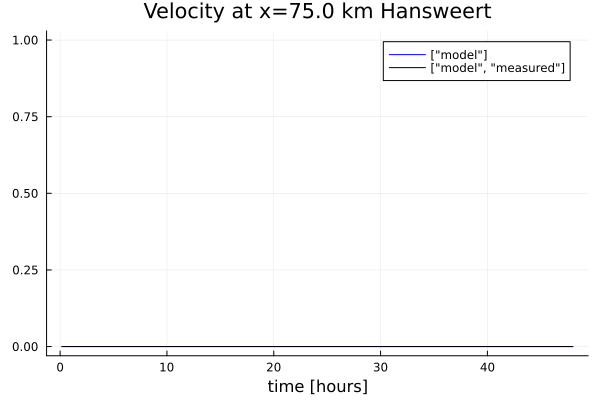 Velocity at x=75.0 km Hansweert
1.00
["model"]
["model", "measured"]
0.75
0.50
0.25
0.00
0 10 20 30 40
time [hours]